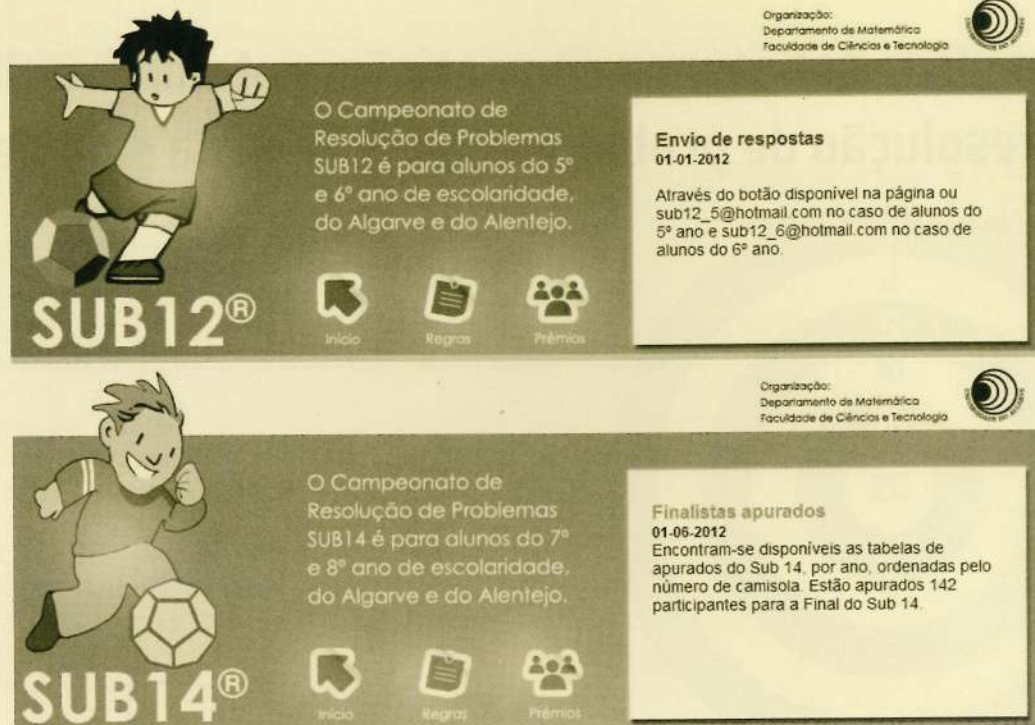 Organização:
Departamento de Matemática
Faculdade de Ciências e Tecnologia
UNIVERSIDADE DO ALGARVE
O Campeonato de
Resolução de Problemas
SUB12 é para alunos do 5º
e 6º ano de escolaridade,
do Algarve e do Alentejo.
Envio de respostas
01-01-2012
Através do botão disponível na página ou
sub12_5@hotmail.com no caso de alunos do
5º ano e sub12_6@hotmail.com no caso de
alunos do 6º ano.
SUB12®
Início
Regras
Prémios
Organização:
Departamento de Matemática
Faculdade de Ciências e Tecnologia
UNIVERSIDADE DO ALGARVE
O Campeonato de
Resolução de Problemas
SUB14 é para alunos do 7º
e 8º ano de escolaridade,
do Algarve e do Alentejo.
Finalistas apurados
01-06-2012
Encontram-se disponíveis as tabelas de
apurados do Sub 14, por ano, ordenadas pelo
número de camisola. Estão apurados 142
participantes para a Final do Sub 14.
SUB14®
Início
Regras
Prémios